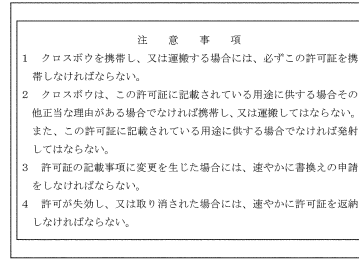 注 意 事 項
1 クロスボウを携帯し、又は運搬する場合には、必ずこの許可証を携
帯しなければならない。
2 クロスボウは、この許可証に記載されている用途に供する場合その
他正当な理由がある場合でなければ携帯し、又は運搬してはならない。
また、この許可証に記載されている用途に供する場合でなければ発射
してはならない。
3 許可証の記載事項に変更を生じた場合には、速やかに書換えの申請
をしなければならない。
4 許可が失効し、又は取り消された場合には、速やかに許可証を返納
しなければならない。